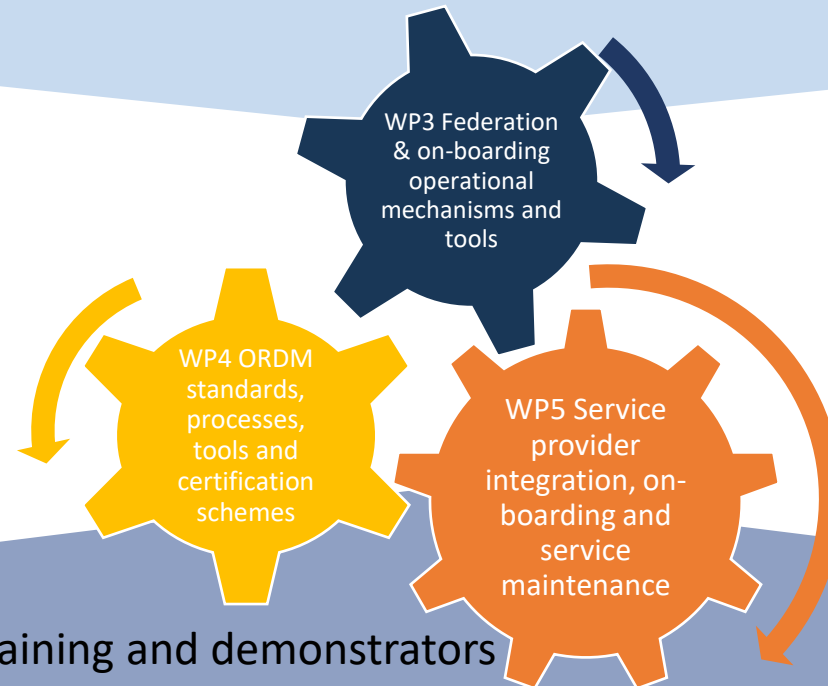 WP3 Federation
& on-boarding
operational
mechanisms and
tools
WP4 ORDM
standards,
processes,
tools and
certification
schemes
WP5 Service
provider
integration, on-
boarding and
service
maintenance
aining and demonstrators